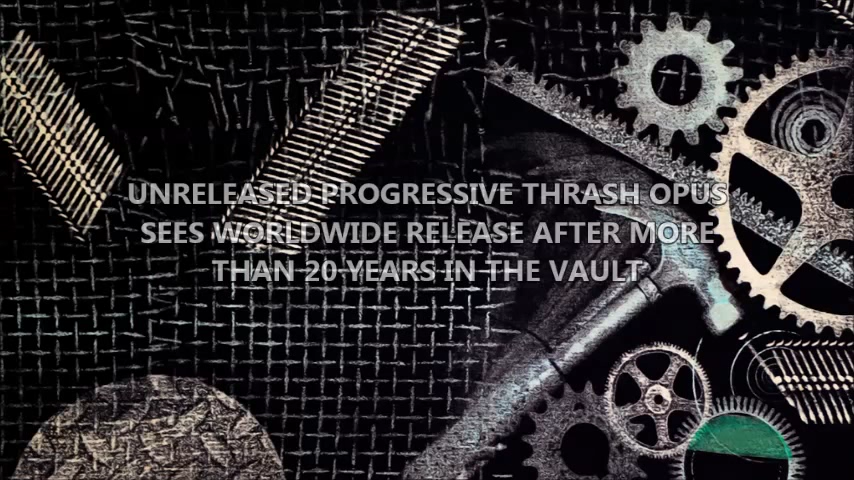 UNRELEASED PROGRESSIVE THRASH OPUS
SEES WORLDWIDE RELEASE AFTER MORE
THAN 20 YEARS IN THE VAULT